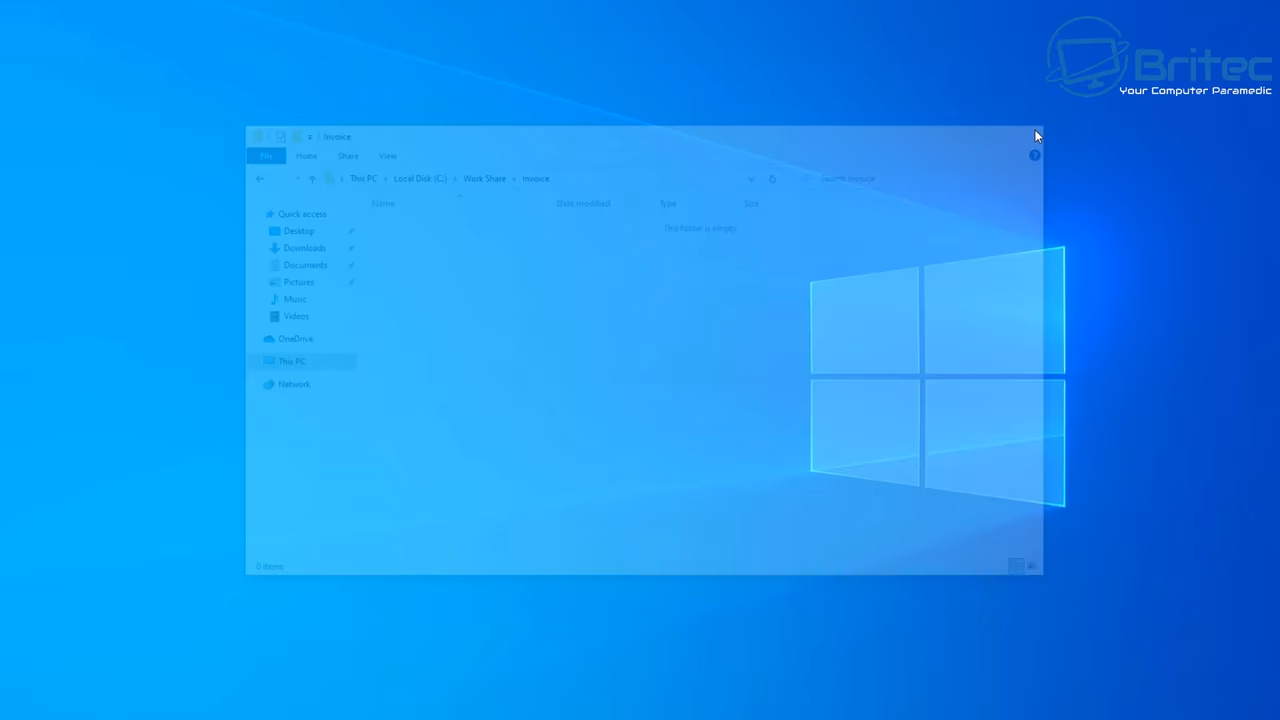 Britec
Your Computer Paramedic
Invoice
File Home Share View
This PC Local Disk (C:) Work Share Invoice Search Invoice
Name Date modified Type Size
This folder is empty.
Quick access
Desktop
Downloads
Documents
Pictures
Music
Videos
OneDrive
This PC
Network
0 items